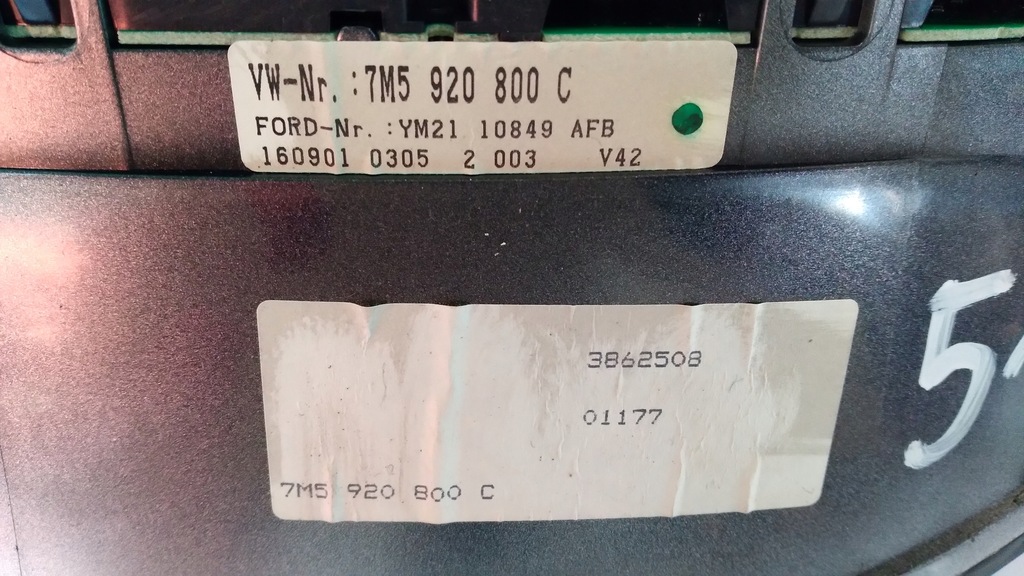 VW-Nr.:7M5 920 800 C
FORD-Nr.:YM21 10849 AFB
160901 0305 2 003 V42
3862508
01177
7M5 920 800 C
5